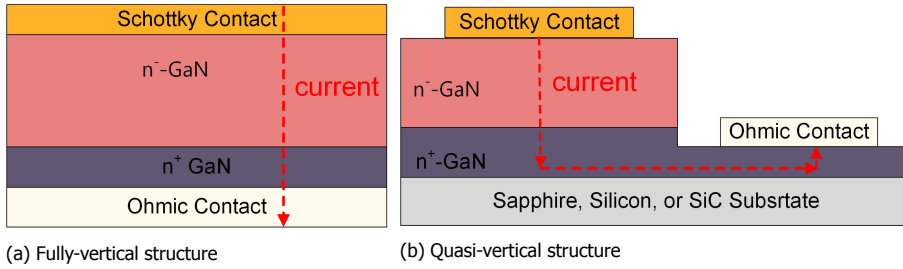 Schottky Contact
n⁻-GaN
current
n⁺ GaN
Ohmic Contact
(a) Fully-vertical structure
Schottky Contact
n⁻-GaN
current
Ohmic Contact
n⁺-GaN
Sapphire, Silicon, or SiC Subsrtate
(b) Quasi-vertical structure